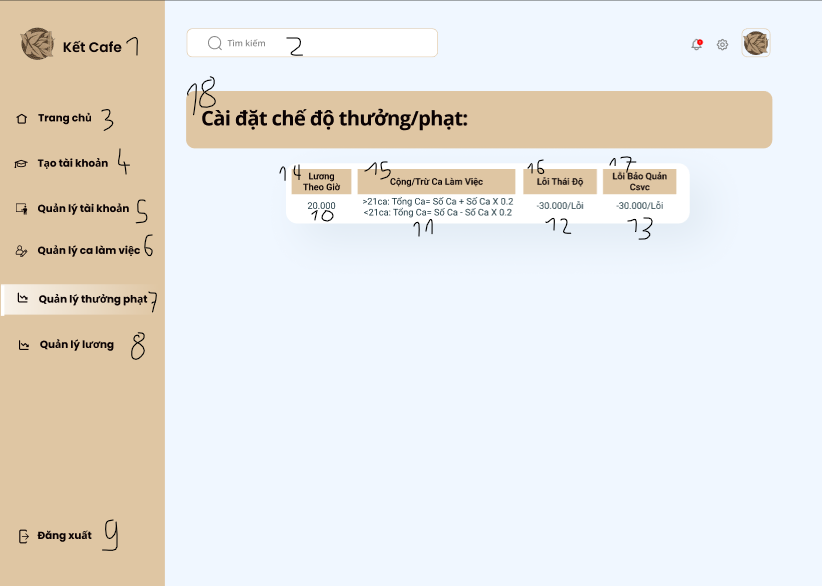 Kết Cafe 1
Tìm kiếm 2
Trang chủ 3
Tạo tài khoản 4
Quản lý tài khoản 5
Quản lý ca làm việc 6
Quản lý thưởng phạt 7
Quản lý lương 8
Đăng xuất 9
18
Cài đặt chế độ thưởng/phạt:
14 Lương
Theo Giờ
15
Cộng/Trừ Ca Làm Việc
16
Lỗi Thái Độ
17
Lỗi Bảo Quản
Csvc
20.000
10
>21ca: Tổng Ca= Số Ca + Số Ca X 0.2
<21ca: Tổng Ca= Số Ca - Số Ca X 0.2
11
-30.000/Lỗi
12
-30.000/Lỗi
13